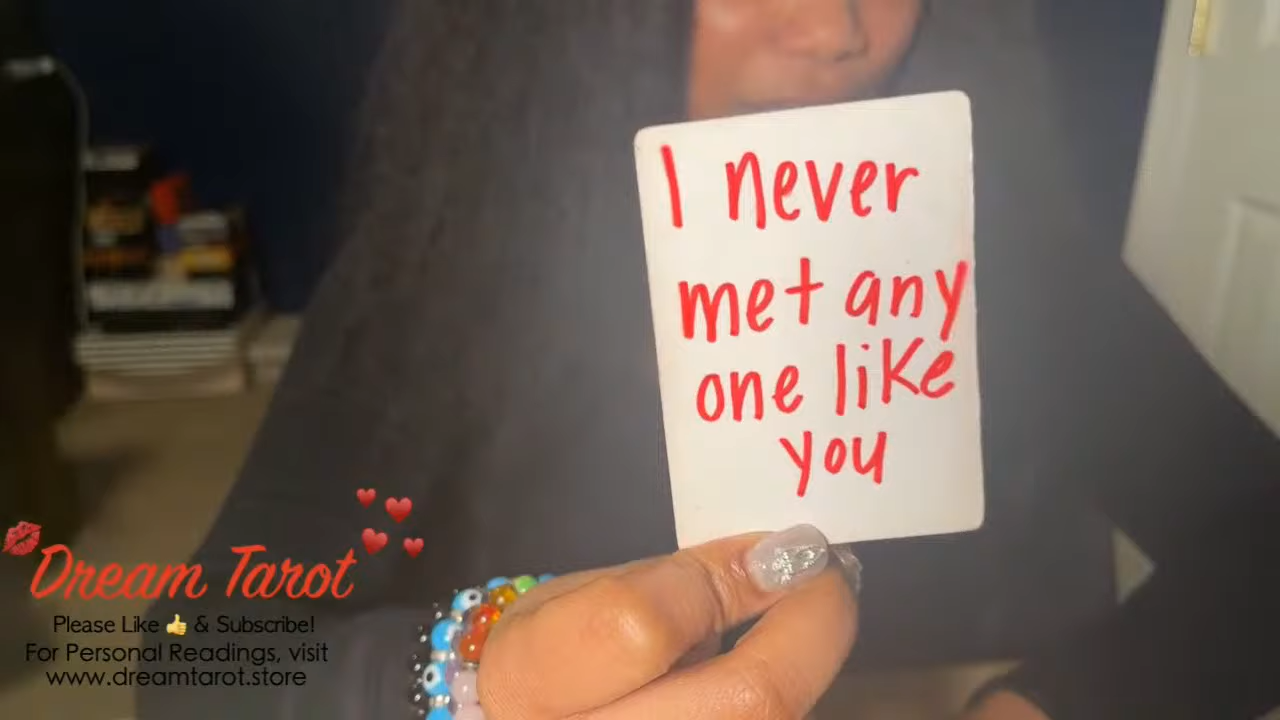 I never
met any
one like
you
Dream Tarot
Please Like 👍 & Subscribe!
For Personal Readings, visit
www.dreamtarot.store